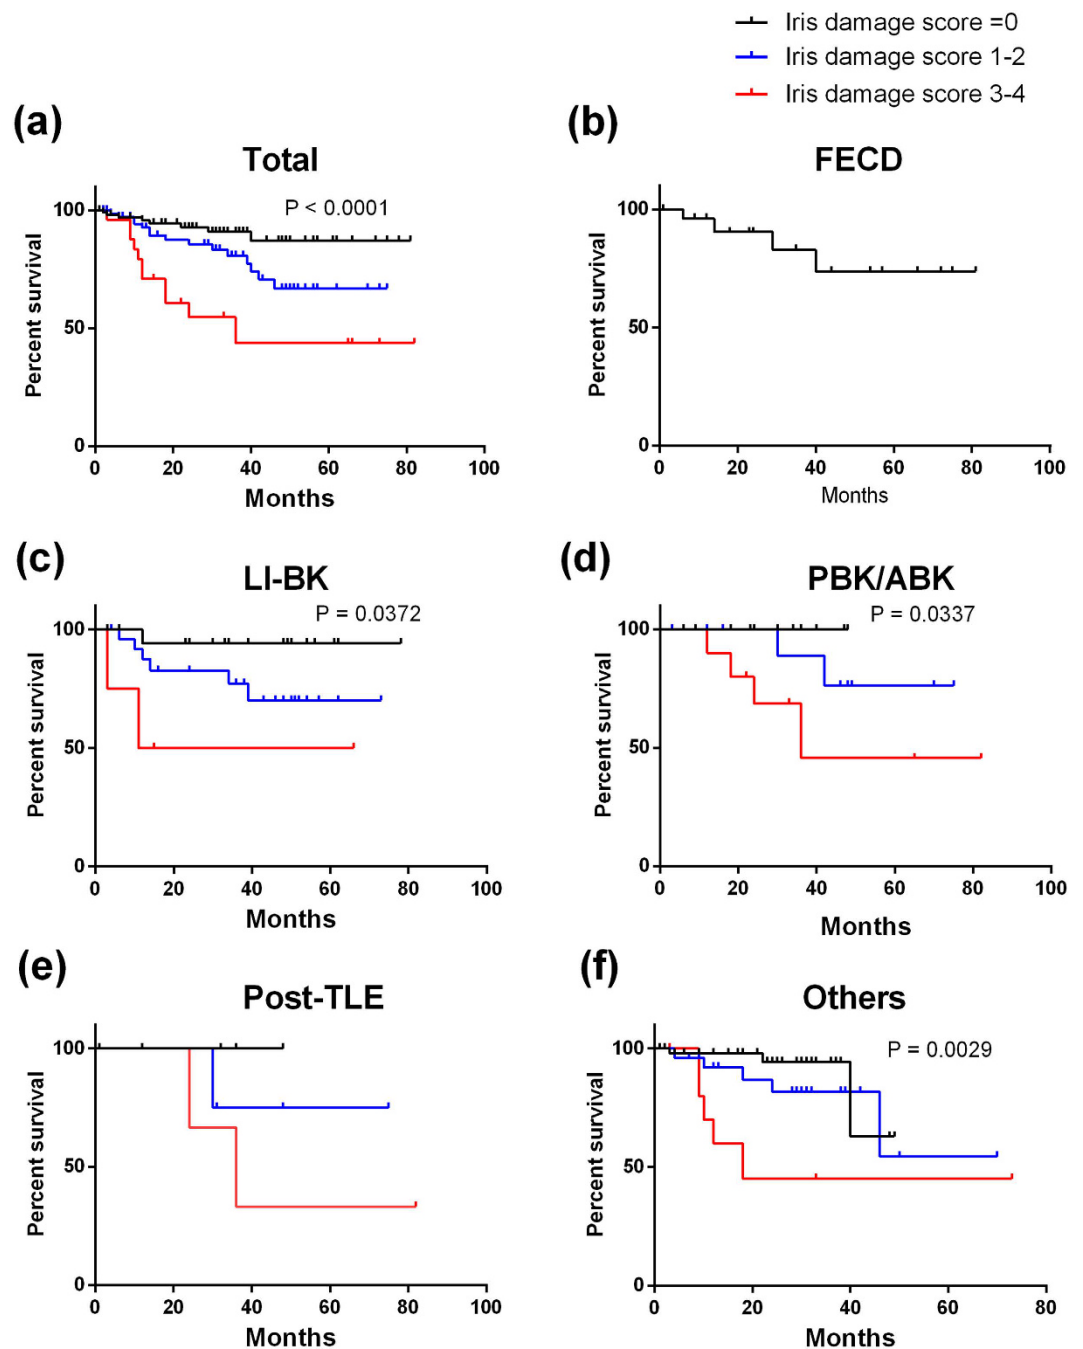 Iris damage score =0
Iris damage score 1-2
Iris damage score 3-4
(a)
Total
P < 0.0001
Percent survival
100
50
0
0 20 40 60 80 100
Months
(b)
FECD
Percent survival
100
50
0
0 20 40 60 80 100
Months
(c)
LI-BK
P = 0.0372
Percent survival
100
50
0
0 20 40 60 80 100
Months
(d)
PBK/ABK
P = 0.0337
Percent survival
100
50
0
0 20 40 60 80 100
Months
(e)
Post-TLE
Percent survival
100
50
0
0 20 40 60 80 100
Months
(f)
Others
P = 0.0029
Percent survival
100
50
0
0 20 40 60 80
Months